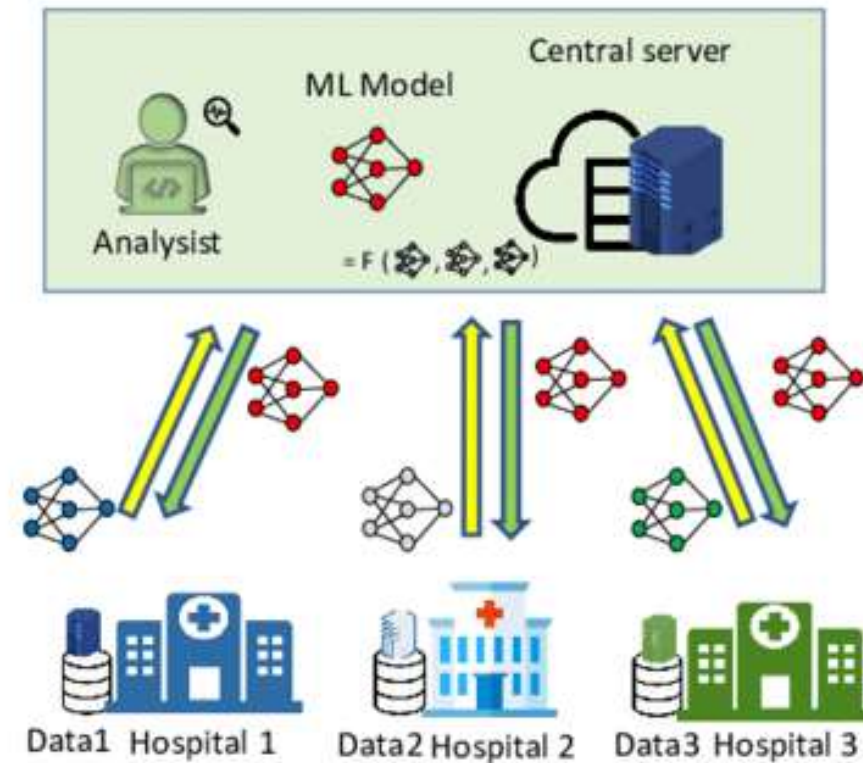 Central server
ML Model
Analysist
= F ( , , )
Data1 Hospital 1
Data2 Hospital 2
Data3 Hospital 3